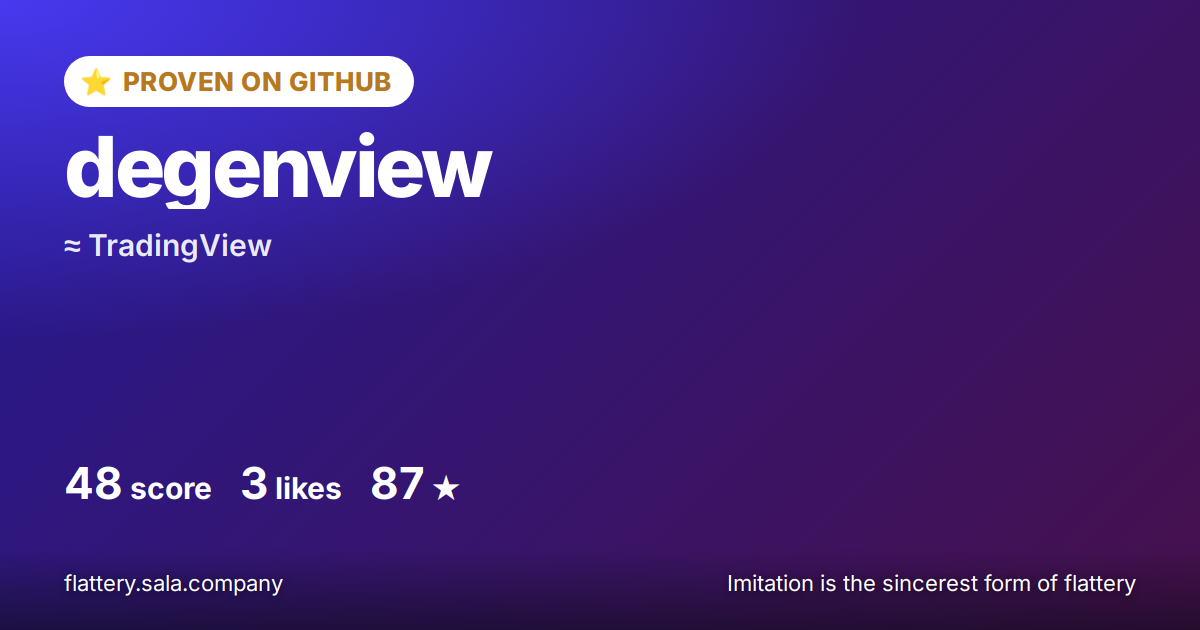 ⭐ PROVEN ON GITHUB
degenview
≈ TradingView
48 score 3 likes 87 ★
flattery.sala.company
Imitation is the sincerest form of flattery